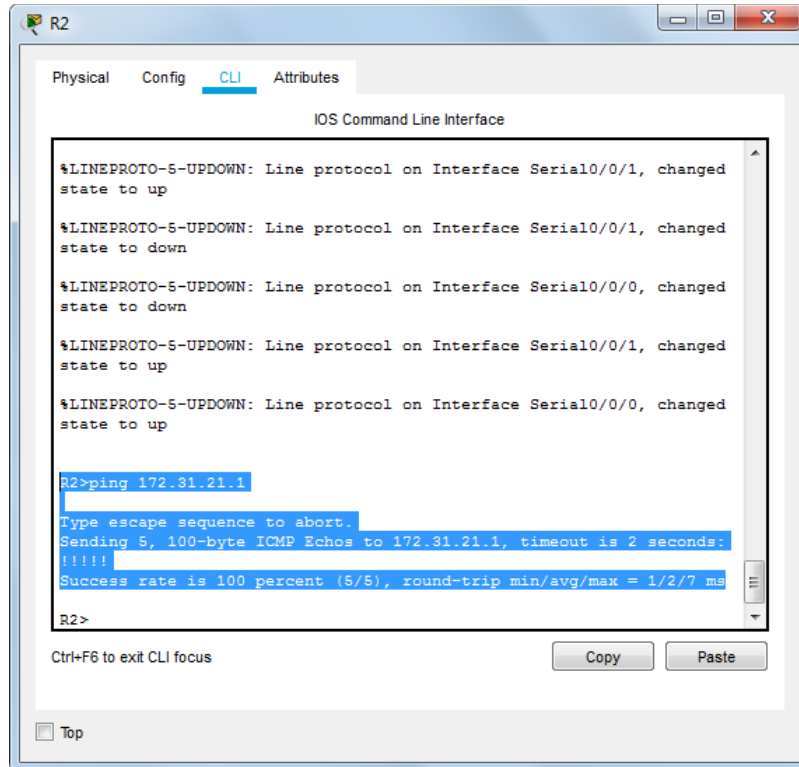 R2
Physical Config CLI Attributes
IOS Command Line Interface
%LINEPROTO-5-UPDOWN: Line protocol on Interface Serial0/0/1, changed
state to up
%LINEPROTO-5-UPDOWN: Line protocol on Interface Serial0/0/1, changed
state to down
%LINEPROTO-5-UPDOWN: Line protocol on Interface Serial0/0/0, changed
state to down
%LINEPROTO-5-UPDOWN: Line protocol on Interface Serial0/0/1, changed
state to up
%LINEPROTO-5-UPDOWN: Line protocol on Interface Serial0/0/0, changed
state to up
R2>ping 172.31.21.1
Type escape sequence to abort.
Sending 5, 100-byte ICMP Echos to 172.31.21.1, timeout is 2 seconds:
!!!!!
Success rate is 100 percent (5/5), round-trip min/avg/max = 1/2/7 ms
R2>
Ctrl+F6 to exit CLI focus
Copy Paste
Top